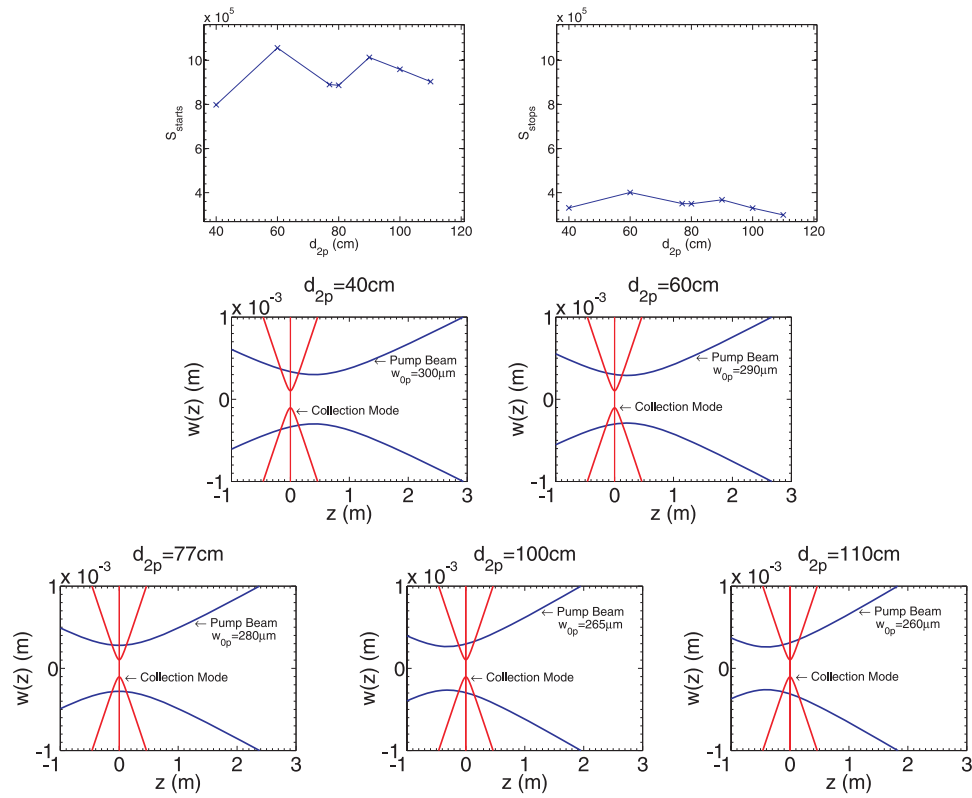 x 10⁵
10
8
6
4
S_starts
40 60 80 100 120
d_2p (cm)
x 10⁵
10
8
6
4
S_stops
40 60 80 100 120
d_2p (cm)
d_2p=40cm
1 x 10⁻³
0
-1
w(z) (m)
← Pump Beam
w_0p=300μm
← Collection Mode
-1 0 1 2 3
z (m)
d_2p=60cm
1 x 10⁻³
0
-1
w(z) (m)
← Pump Beam
w_0p=290μm
← Collection Mode
-1 0 1 2 3
z (m)
d_2p=77cm
1 x 10⁻³
0
-1
w(z) (m)
← Pump Beam
w_0p=280μm
← Collection Mode
-1 0 1 2 3
z (m)
d_2p=100cm
1 x 10⁻³
0
-1
w(z) (m)
← Pump Beam
w_0p=265μm
← Collection Mode
-1 0 1 2 3
z (m)
d_2p=110cm
1 x 10⁻³
0
-1
w(z) (m)
← Pump Beam
w_0p=260μm
← Collection Mode
-1 0 1 2 3
z (m)